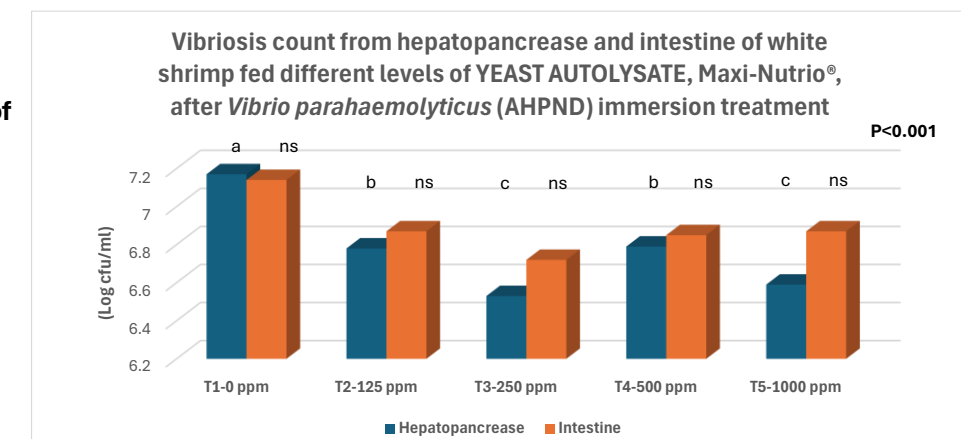 Vibriosis count from hepatopancrease and intestine of white
shrimp fed different levels of YEAST AUTOLYSATE, Maxi-Nutrio®,
after Vibrio parahaemolyticus (AHPND) immersion treatment
of
P<0.001
a ns
b ns
c ns
b ns
c ns
7.2
7
6.8
6.6
6.4
6.2
(Log cfu/ml)
T1-0 ppm
T2-125 ppm
T3-250 ppm
T4-500 ppm
T5-1000 ppm
Hepatopancrease
Intestine